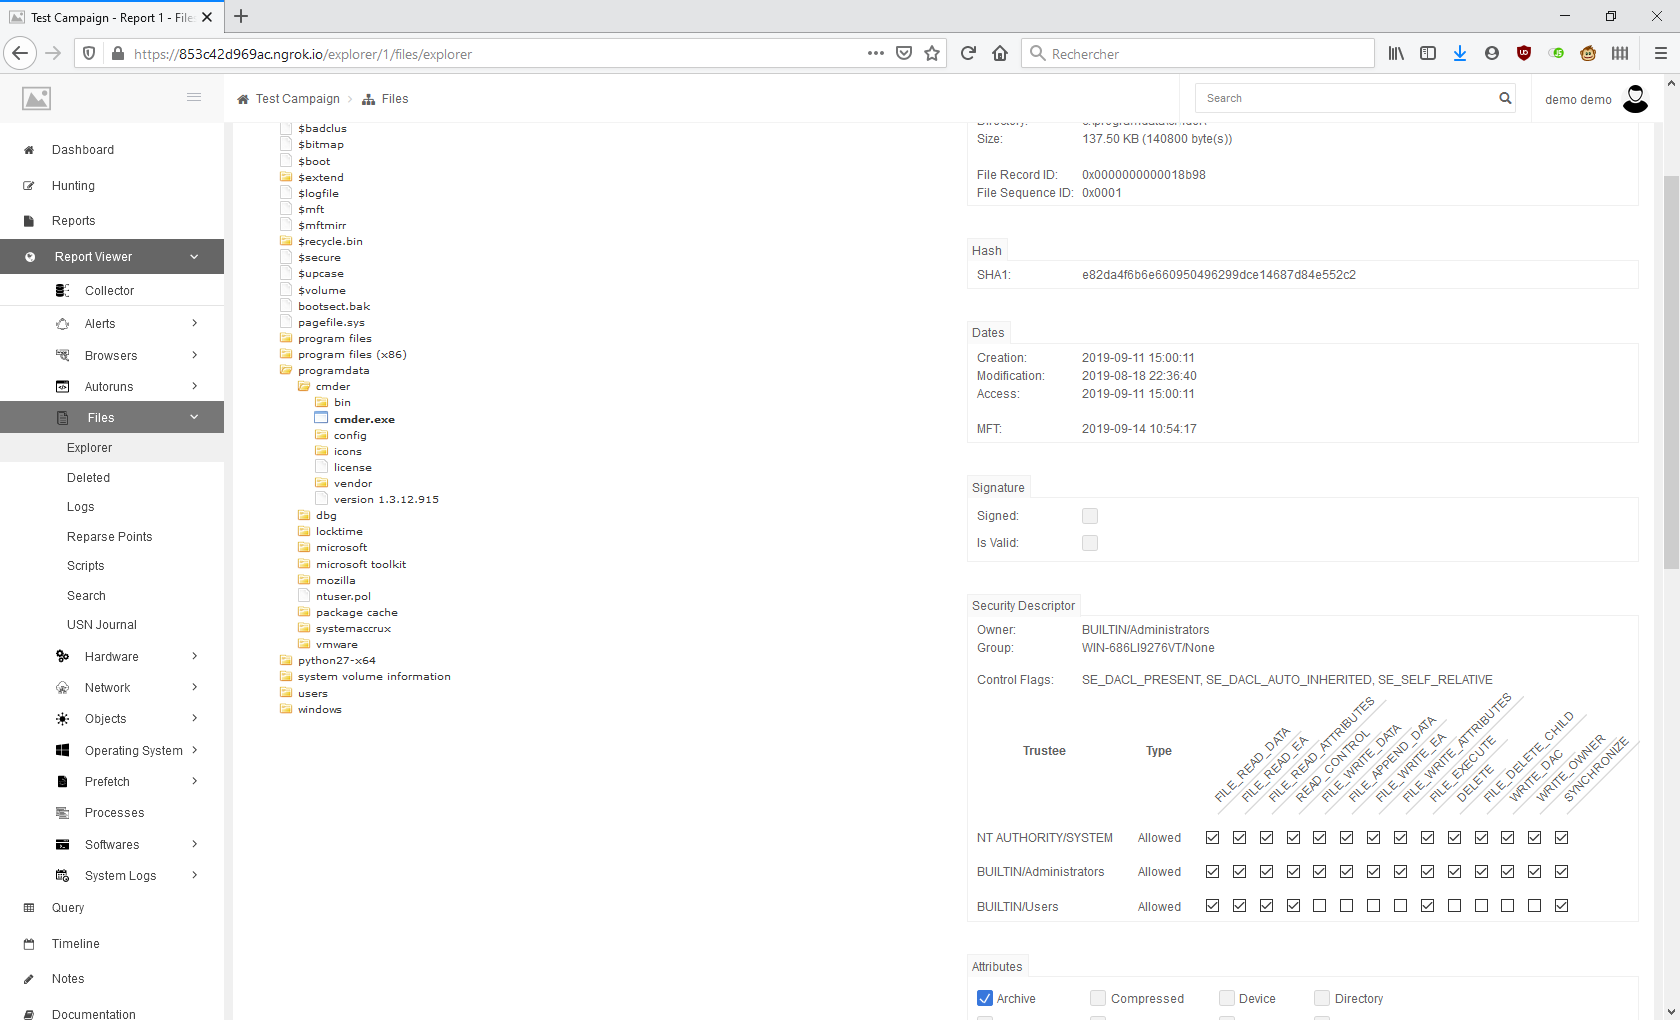 Test Campaign - Report 1 - File
https://853c42d969ac.ngrok.io/explorer/1/files/explorer
Rechercher
Test Campaign
Files
Search
demo demo
Dashboard
Hunting
Reports
Report Viewer
Collector
Alerts
Browsers
Autoruns
Files
Explorer
Deleted
Logs
Reparse Points
Scripts
Search
USN Journal
Hardware
Network
Objects
Operating System
Prefetch
Processes
Softwares
System Logs
Query
Timeline
Notes
Documentation
$badclus
$bitmap
$boot
$extend
$logfile
$mft
$mftmirr
$recycle.bin
$secure
$upcase
$volume
bootsect.bak
pagefile.sys
program files
program files (x86)
programdata
cmder
bin
cmder.exe
config
icons
license
vendor
version 1.3.12.915
dbg
locktime
microsoft
microsoft toolkit
mozilla
ntuser.pol
package cache
systemaccrux
vmware
python27-x64
system volume information
users
windows
Size: 137.50 KB (140800 byte(s))
File Record ID: 0x0000000000018b98
File Sequence ID: 0x0001
Hash
SHA1: e82da4f6b6e660950496299dce14687d84e552c2
Dates
Creation: 2019-09-11 15:00:11
Modification: 2019-08-18 22:36:40
Access: 2019-09-11 15:00:11
MFT: 2019-09-14 10:54:17
Signature
Signed:
Is Valid:
Security Descriptor
Owner: BUILTIN/Administrators
Group: WIN-686LI9276VT/None
Control Flags: SE_DACL_PRESENT, SE_DACL_AUTO_INHERITED, SE_SELF_RELATIVE
Trustee Type
FILE_READ_DATA
FILE_READ_EA
FILE_READ_ATTRIBUTES
READ_CONTROL
FILE_WRITE_DATA
FILE_APPEND_DATA
FILE_WRITE_EA
FILE_WRITE_ATTRIBUTES
FILE_EXECUTE
DELETE
FILE_DELETE_CHILD
WRITE_DAC
WRITE_OWNER
SYNCHRONIZE
NT AUTHORITY/SYSTEM Allowed
BUILTIN/Administrators Allowed
BUILTIN/Users Allowed
Attributes
Archive Compressed Device Directory